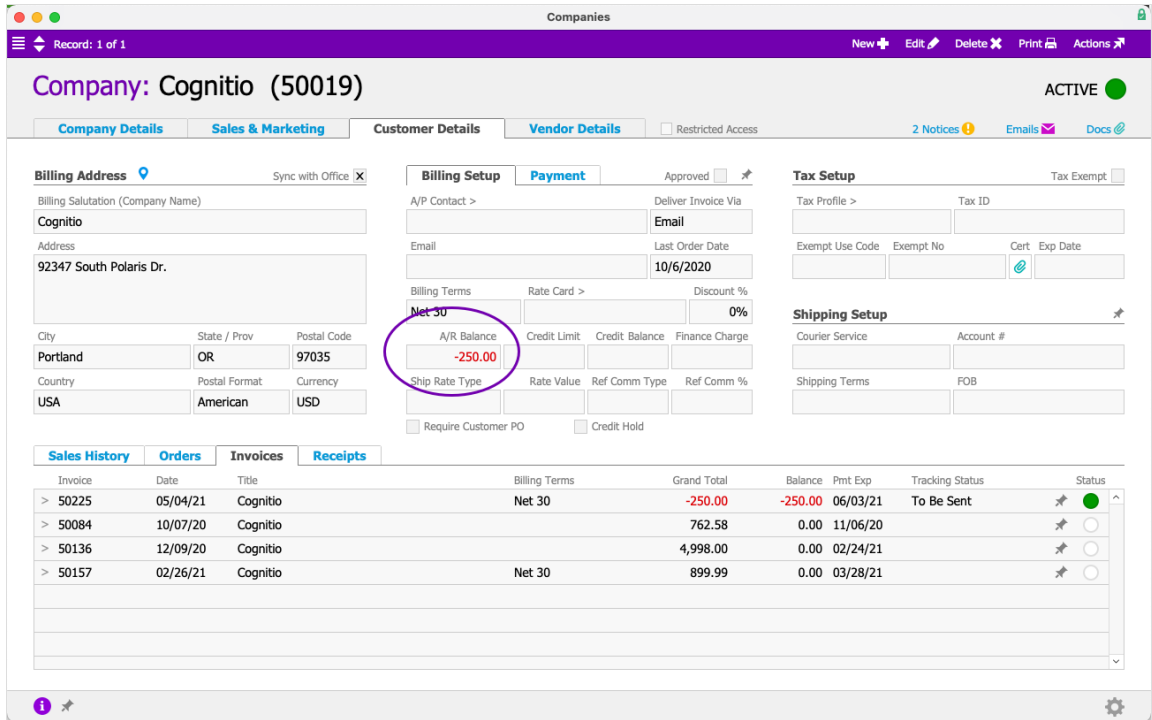 Companies
Record: 1 of 1 New Edit Delete Print Actions
Company: Cognitio (50019) ACTIVE
Company Details Sales & Marketing Customer Details Vendor Details Restricted Access 2 Notices Emails Docs
Billing Address Sync with Office X Billing Setup Payment Approved Tax Setup Tax Exempt
Billing Salutation (Company Name) A/P Contact > Deliver Invoice Via Tax Profile > Tax ID
Cognitio Email
Address Email Last Order Date Exempt Use Code Exempt No Cert Exp Date
92347 South Polaris Dr. 10/6/2020
Billing Terms Rate Card > Discount %
Net 30 0% Shipping Setup
City State / Prov Postal Code A/R Balance Credit Limit Credit Balance Finance Charge Courier Service Account #
Portland OR 97035 -250.00
Country Postal Format Currency Ship Rate Type Rate Value Ref Comm Type Ref Comm % Shipping Terms FOB
USA American USD
Require Customer PO Credit Hold
Sales History Orders Invoices Receipts
Invoice Date Title Billing Terms Grand Total Balance Pmt Exp Tracking Status Status
> 50225 05/04/21 Cognitio Net 30 -250.00 -250.00 06/03/21 To Be Sent
> 50084 10/07/20 Cognitio 762.58 0.00 11/06/20
> 50136 12/09/20 Cognitio 4,998.00 0.00 02/24/21
> 50157 02/26/21 Cognitio Net 30 899.99 0.00 03/28/21